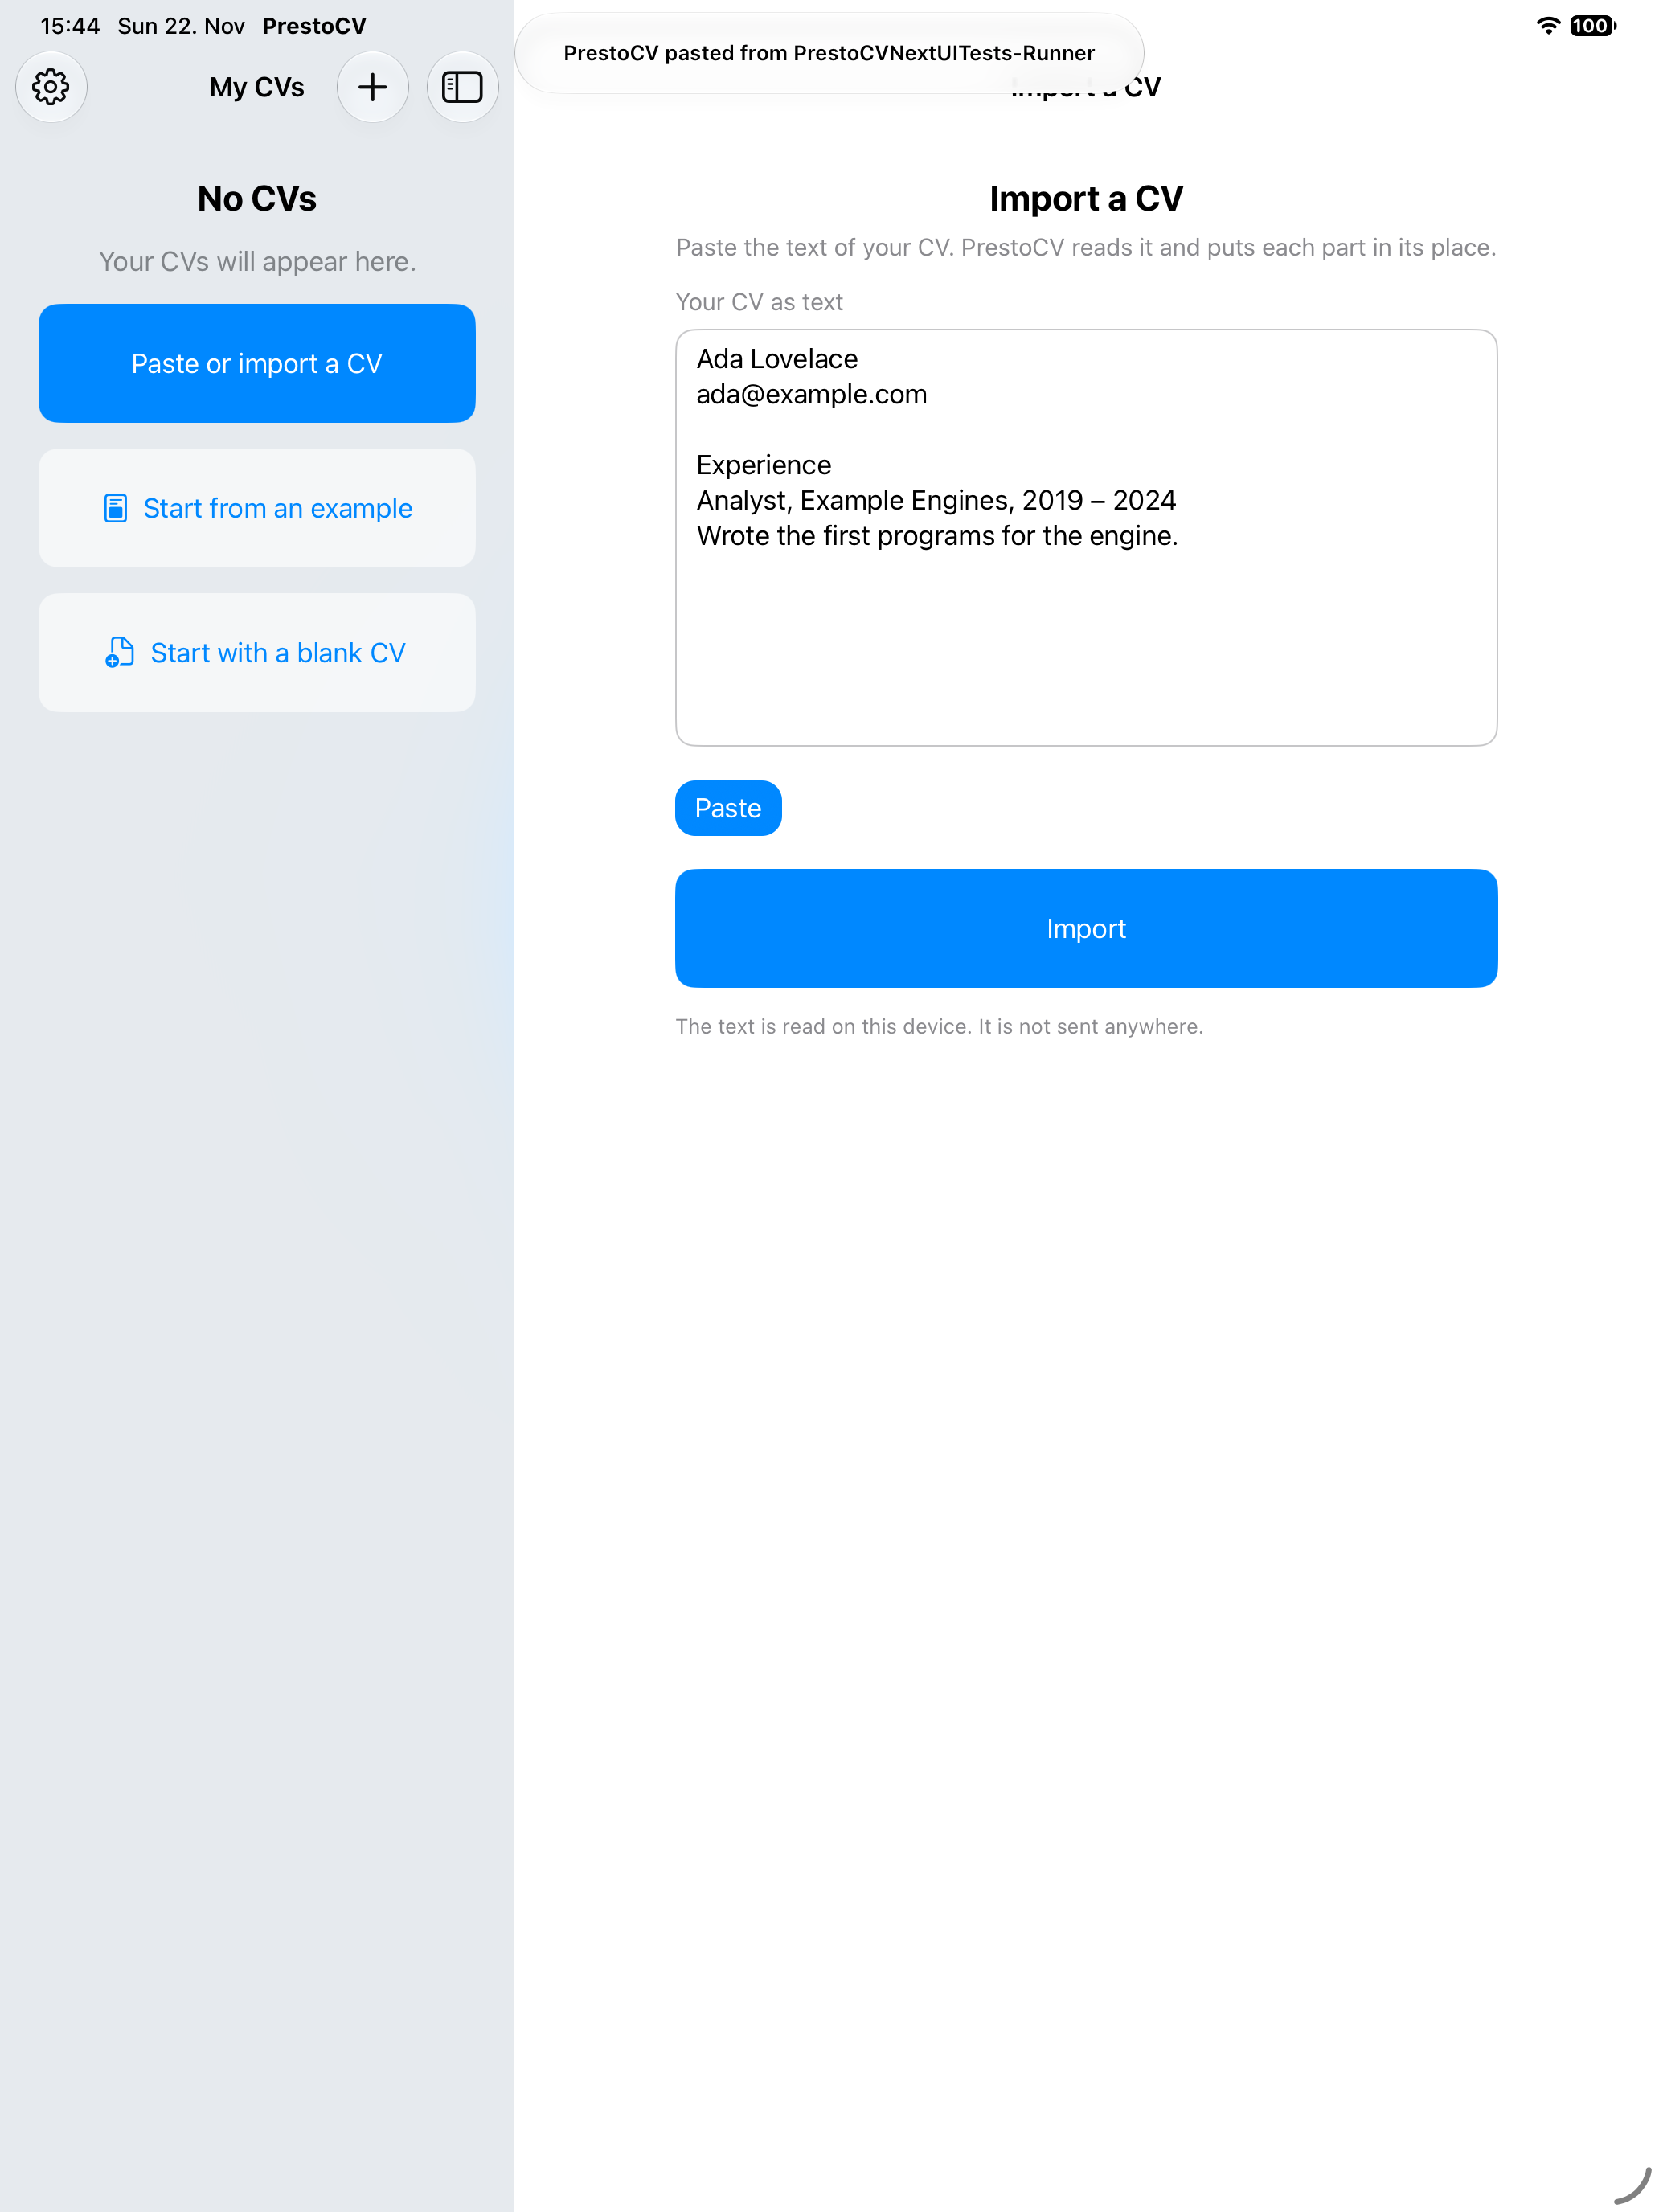 15:44 Sun 22. Nov PrestoCV
100
PrestoCV pasted from PrestoCVNextUITests-Runner
My CVs
No CVs
Your CVs will appear here.
Paste or import a CV
Start from an example
Start with a blank CV
Import a CV
Import a CV
Paste the text of your CV. PrestoCV reads it and puts each part in its place.
Your CV as text
Ada Lovelace
ada@example.com
Experience
Analyst, Example Engines, 2019 – 2024
Wrote the first programs for the engine.
Paste
Import
The text is read on this device. It is not sent anywhere.